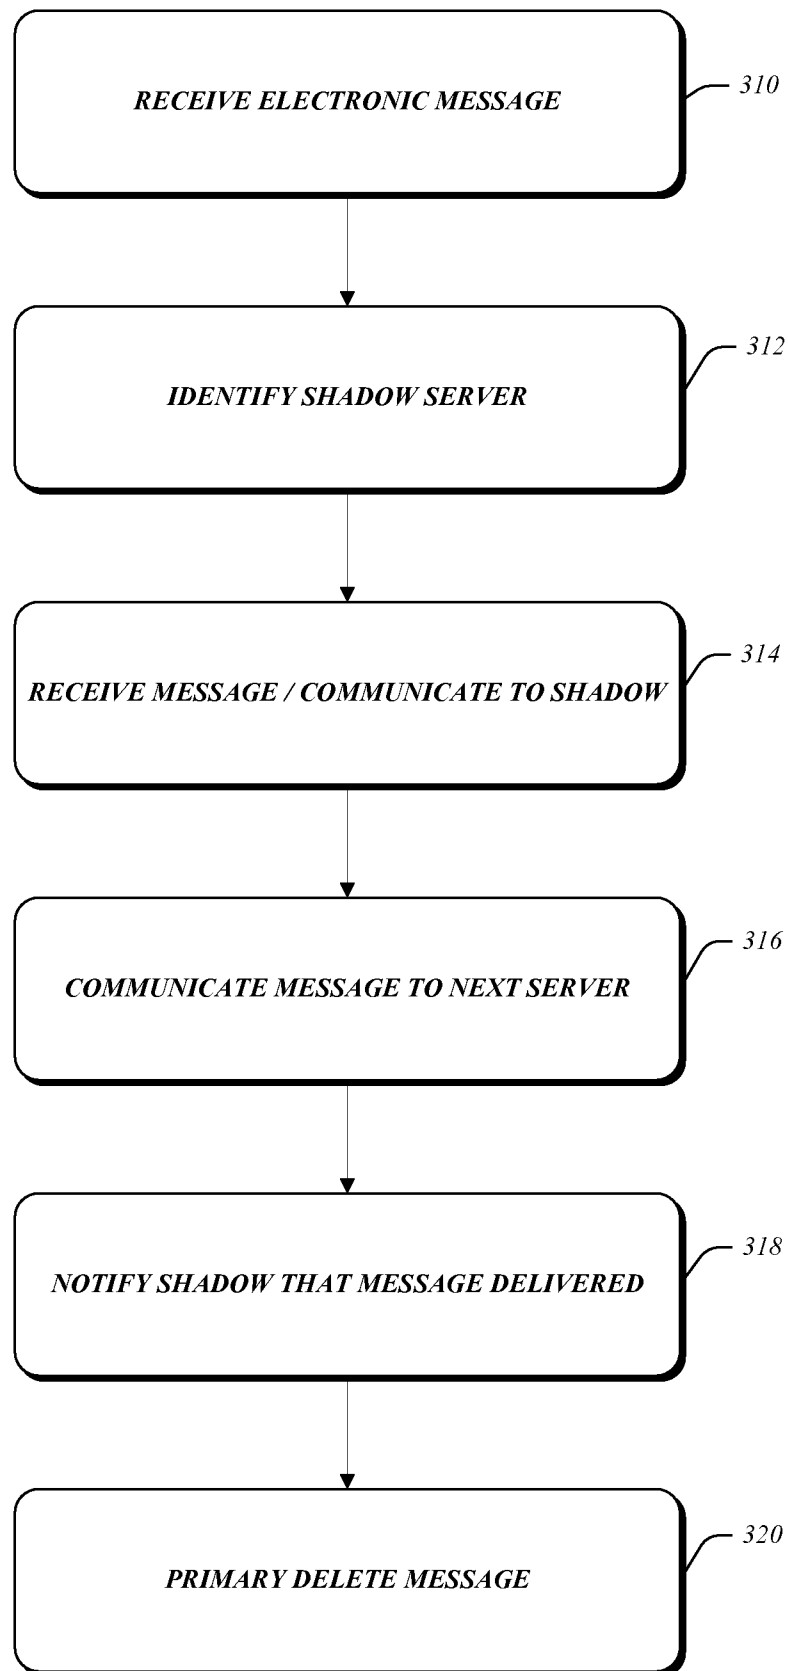 RECEIVE ELECTRONIC MESSAGE
310
IDENTIFY SHADOW SERVER
312
RECEIVE MESSAGE / COMMUNICATE TO SHADOW
314
COMMUNICATE MESSAGE TO NEXT SERVER
316
NOTIFY SHADOW THAT MESSAGE DELIVERED
318
PRIMARY DELETE MESSAGE
320